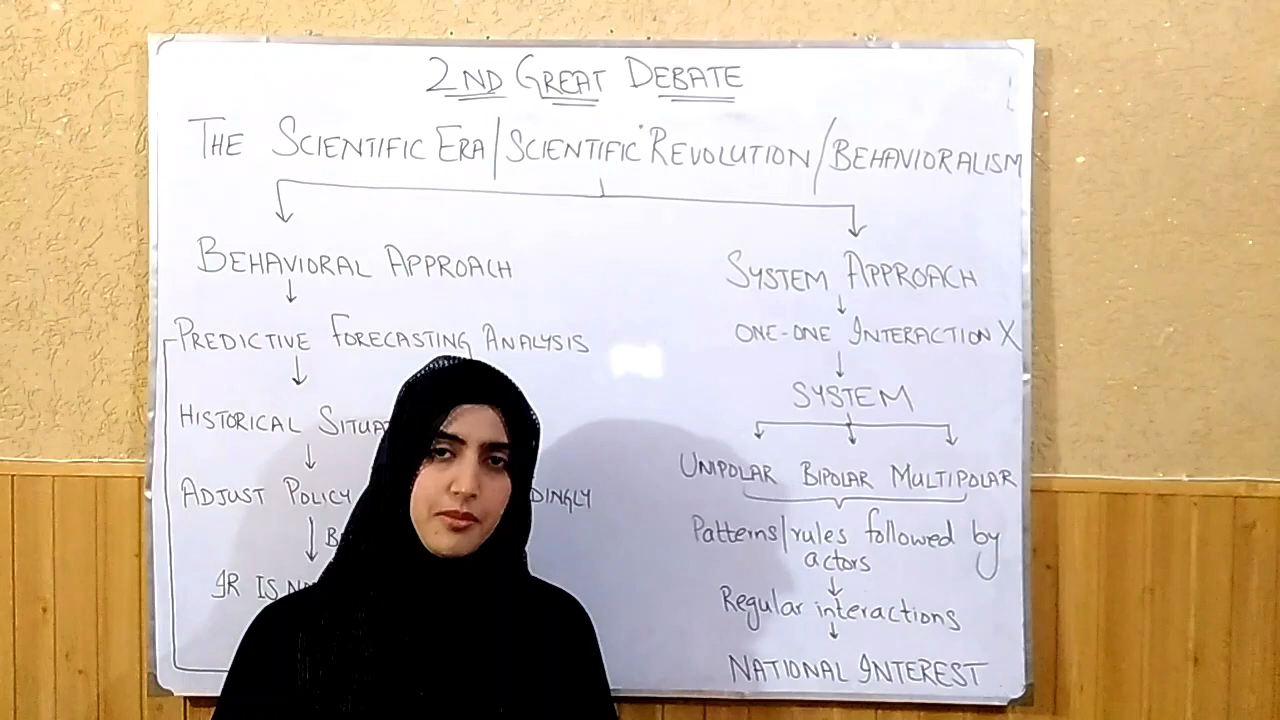 2ND GREAT DEBATE
THE SCIENTIFIC ERA/SCIENTIFIC REVOLUTION/BEHAVIORALISM
BEHAVIORAL APPROACH
PREDICTIVE FORECASTING ANALYSIS
HISTORICAL
ADJUST POLICY
IR IS
SYSTEM APPROACH
ONE-ONE INTERACTION X
SYSTEM
UNIPOLAR BIPOLAR MULTIPOLAR
Patterns/rules followed by
actors
Regular interactions
NATIONAL INTEREST